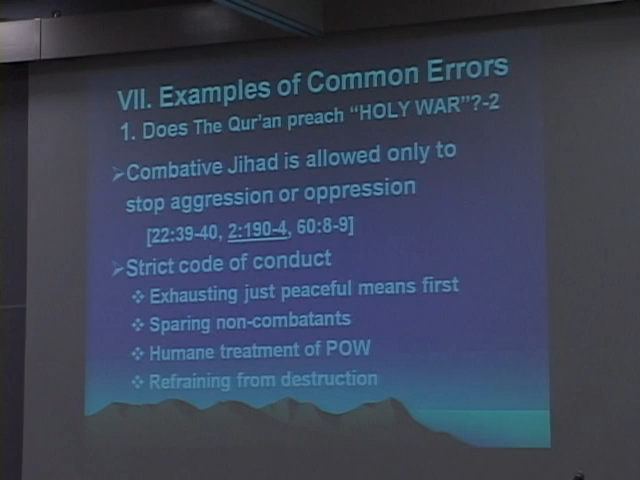 VII. Examples of Common Errors
1. Does The Qur'an preach "HOLY WAR"?-2
➢Combative Jihad is allowed only to
stop aggression or oppression
[22:39-40, 2:190-4, 60:8-9]
➢Strict code of conduct
❖ Exhausting just peaceful means first
❖ Sparing non-combatants
❖ Humane treatment of POW
❖ Refraining from destruction